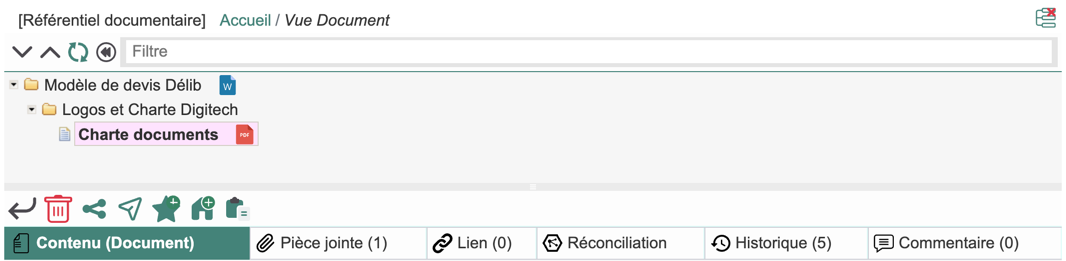 [Référentiel documentaire] Accueil / Vue Document
Filtre
Modèle de devis Délib W
Logos et Charte Digitech
Charte documents PDF
Contenu (Document) Pièce jointe (1) Lien (0) Réconciliation Historique (5) Commentaire (0)